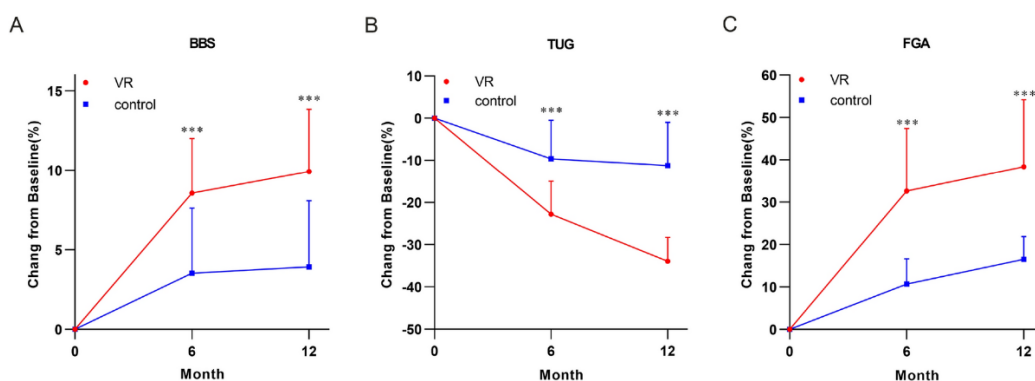 A
BBS
VR
control
***
***
15
10
5
0
Chang from Baseline(%)
0
6
12
Month
B
TUG
VR
control
***
***
10
0
-10
-20
-30
-40
-50
Chang from Baseline(%)
0
6
12
Month
C
FGA
VR
control
***
***
60
50
40
30
20
10
0
Chang from Baseline(%)
0
6
12
Month